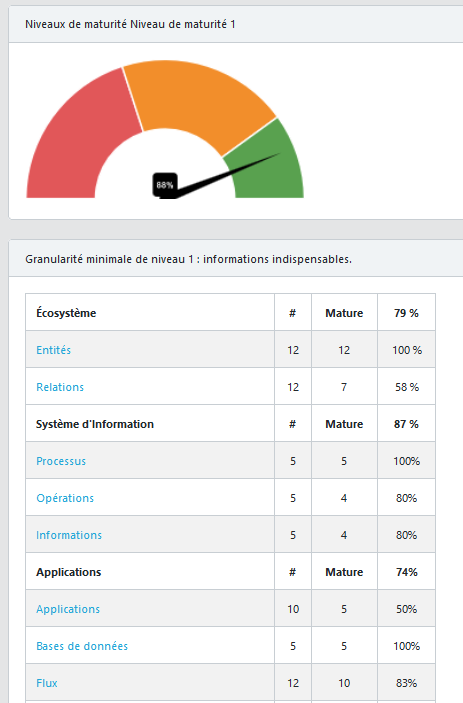 Niveaux de maturité Niveau de maturité 1
88%
Granularité minimale de niveau 1 : informations indispensables.
Écosystème # Mature 79 %
Entités 12 12 100 %
Relations 12 7 58 %
Système d'Information # Mature 87 %
Processus 5 5 100%
Opérations 5 4 80%
Informations 5 4 80%
Applications # Mature 74%
Applications 10 5 50%
Bases de données 5 5 100%
Flux 12 10 83%